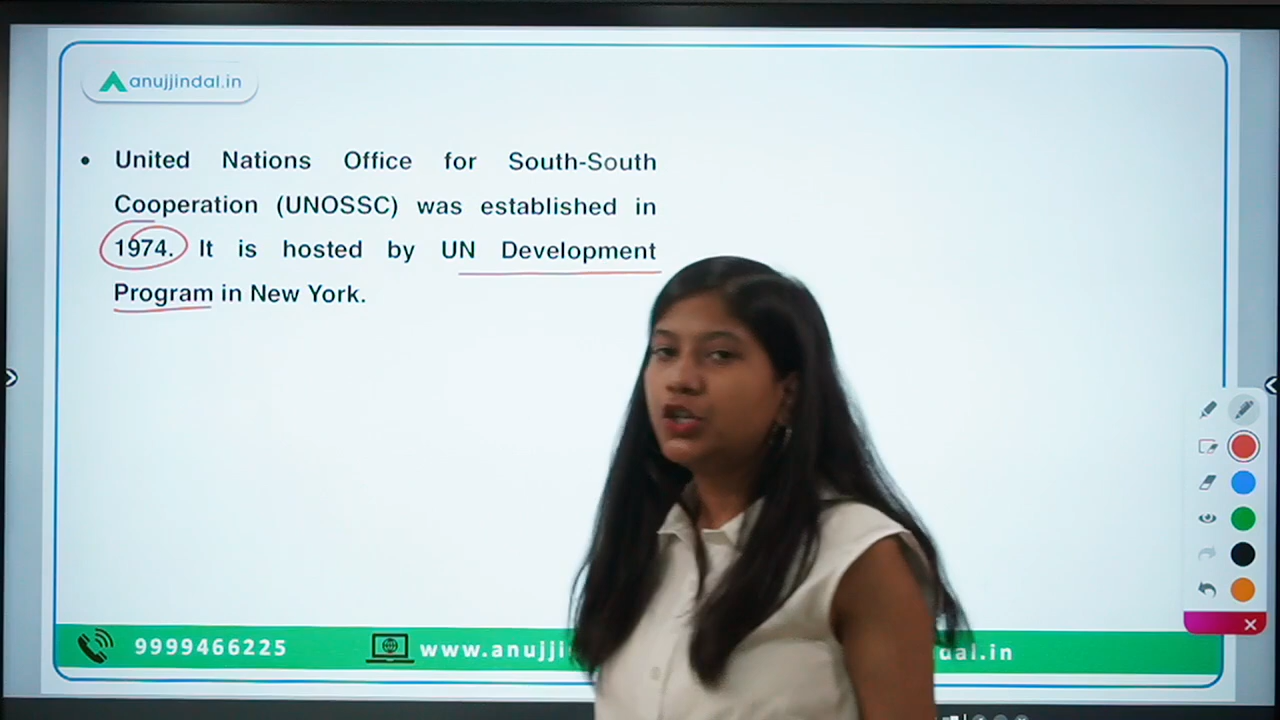 anujjindal.in
• United Nations Office for South-South
Cooperation (UNOSSC) was established in
1974. It is hosted by UN Development
Program in New York.
9999466225
www.anujji
dal.in